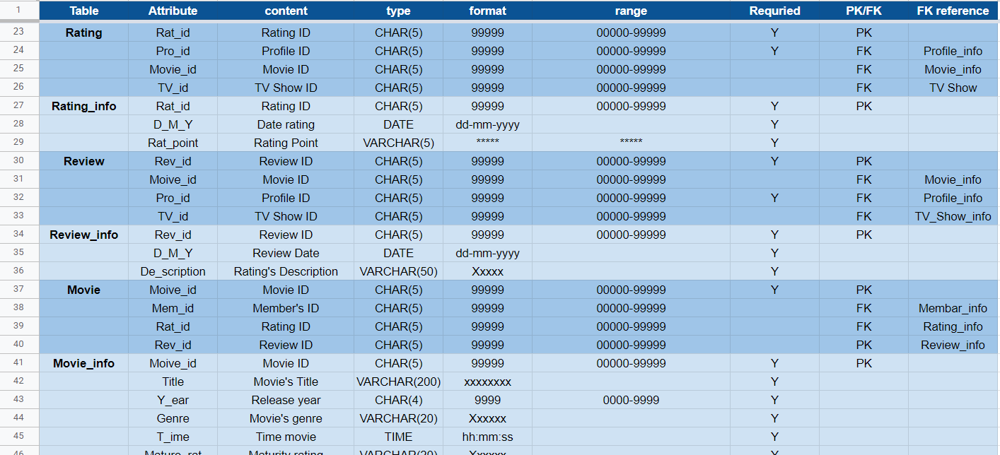 1 Table Attribute content type format range Requried PK/FK FK reference
23 Rating Rat_id Rating ID CHAR(5) 99999 00000-99999 Y PK
24 Pro_id Profile ID CHAR(5) 99999 00000-99999 Y FK Profile_info
25 Movie_id Movie ID CHAR(5) 99999 00000-99999 FK Movie_info
26 TV_id TV Show ID CHAR(5) 99999 00000-99999 FK TV Show
27 Rating_info Rat_id Rating ID CHAR(5) 99999 00000-99999 Y PK
28 D_M_Y Date rating DATE dd-mm-yyyy Y
29 Rat_point Rating Point VARCHAR(5) ***** ***** Y
30 Review Rev_id Review ID CHAR(5) 99999 00000-99999 Y PK
31 Moive_id Movie ID CHAR(5) 99999 00000-99999 FK Movie_info
32 Pro_id Profile ID CHAR(5) 99999 00000-99999 Y FK Profile_info
33 TV_id TV Show ID CHAR(5) 99999 00000-99999 FK TV_Show_info
34 Review_info Rev_id Review ID CHAR(5) 99999 00000-99999 Y PK
35 D_M_Y Review Date DATE dd-mm-yyyy Y
36 De_scription Rating's Description VARCHAR(50) Xxxxx Y
37 Movie Moive_id Movie ID CHAR(5) 99999 00000-99999 Y PK
38 Mem_id Member's ID CHAR(5) 99999 00000-99999 FK Membar_info
39 Rat_id Rating ID CHAR(5) 99999 00000-99999 FK Rating_info
40 Rev_id Review ID CHAR(5) 99999 00000-99999 PK Review_info
41 Movie_info Moive_id Movie ID CHAR(5) 99999 00000-99999 Y PK
42 Title Movie's Title VARCHAR(200) xxxxxxxx Y
43 Y_ear Release year CHAR(4) 9999 0000-9999 Y
44 Genre Movie's genre VARCHAR(20) Xxxxxx Y
45 T_ime Time movie TIME hh:mm:ss Y
46 Mature_rat Maturity rating VARCHAR(20) Xxxxxx Y